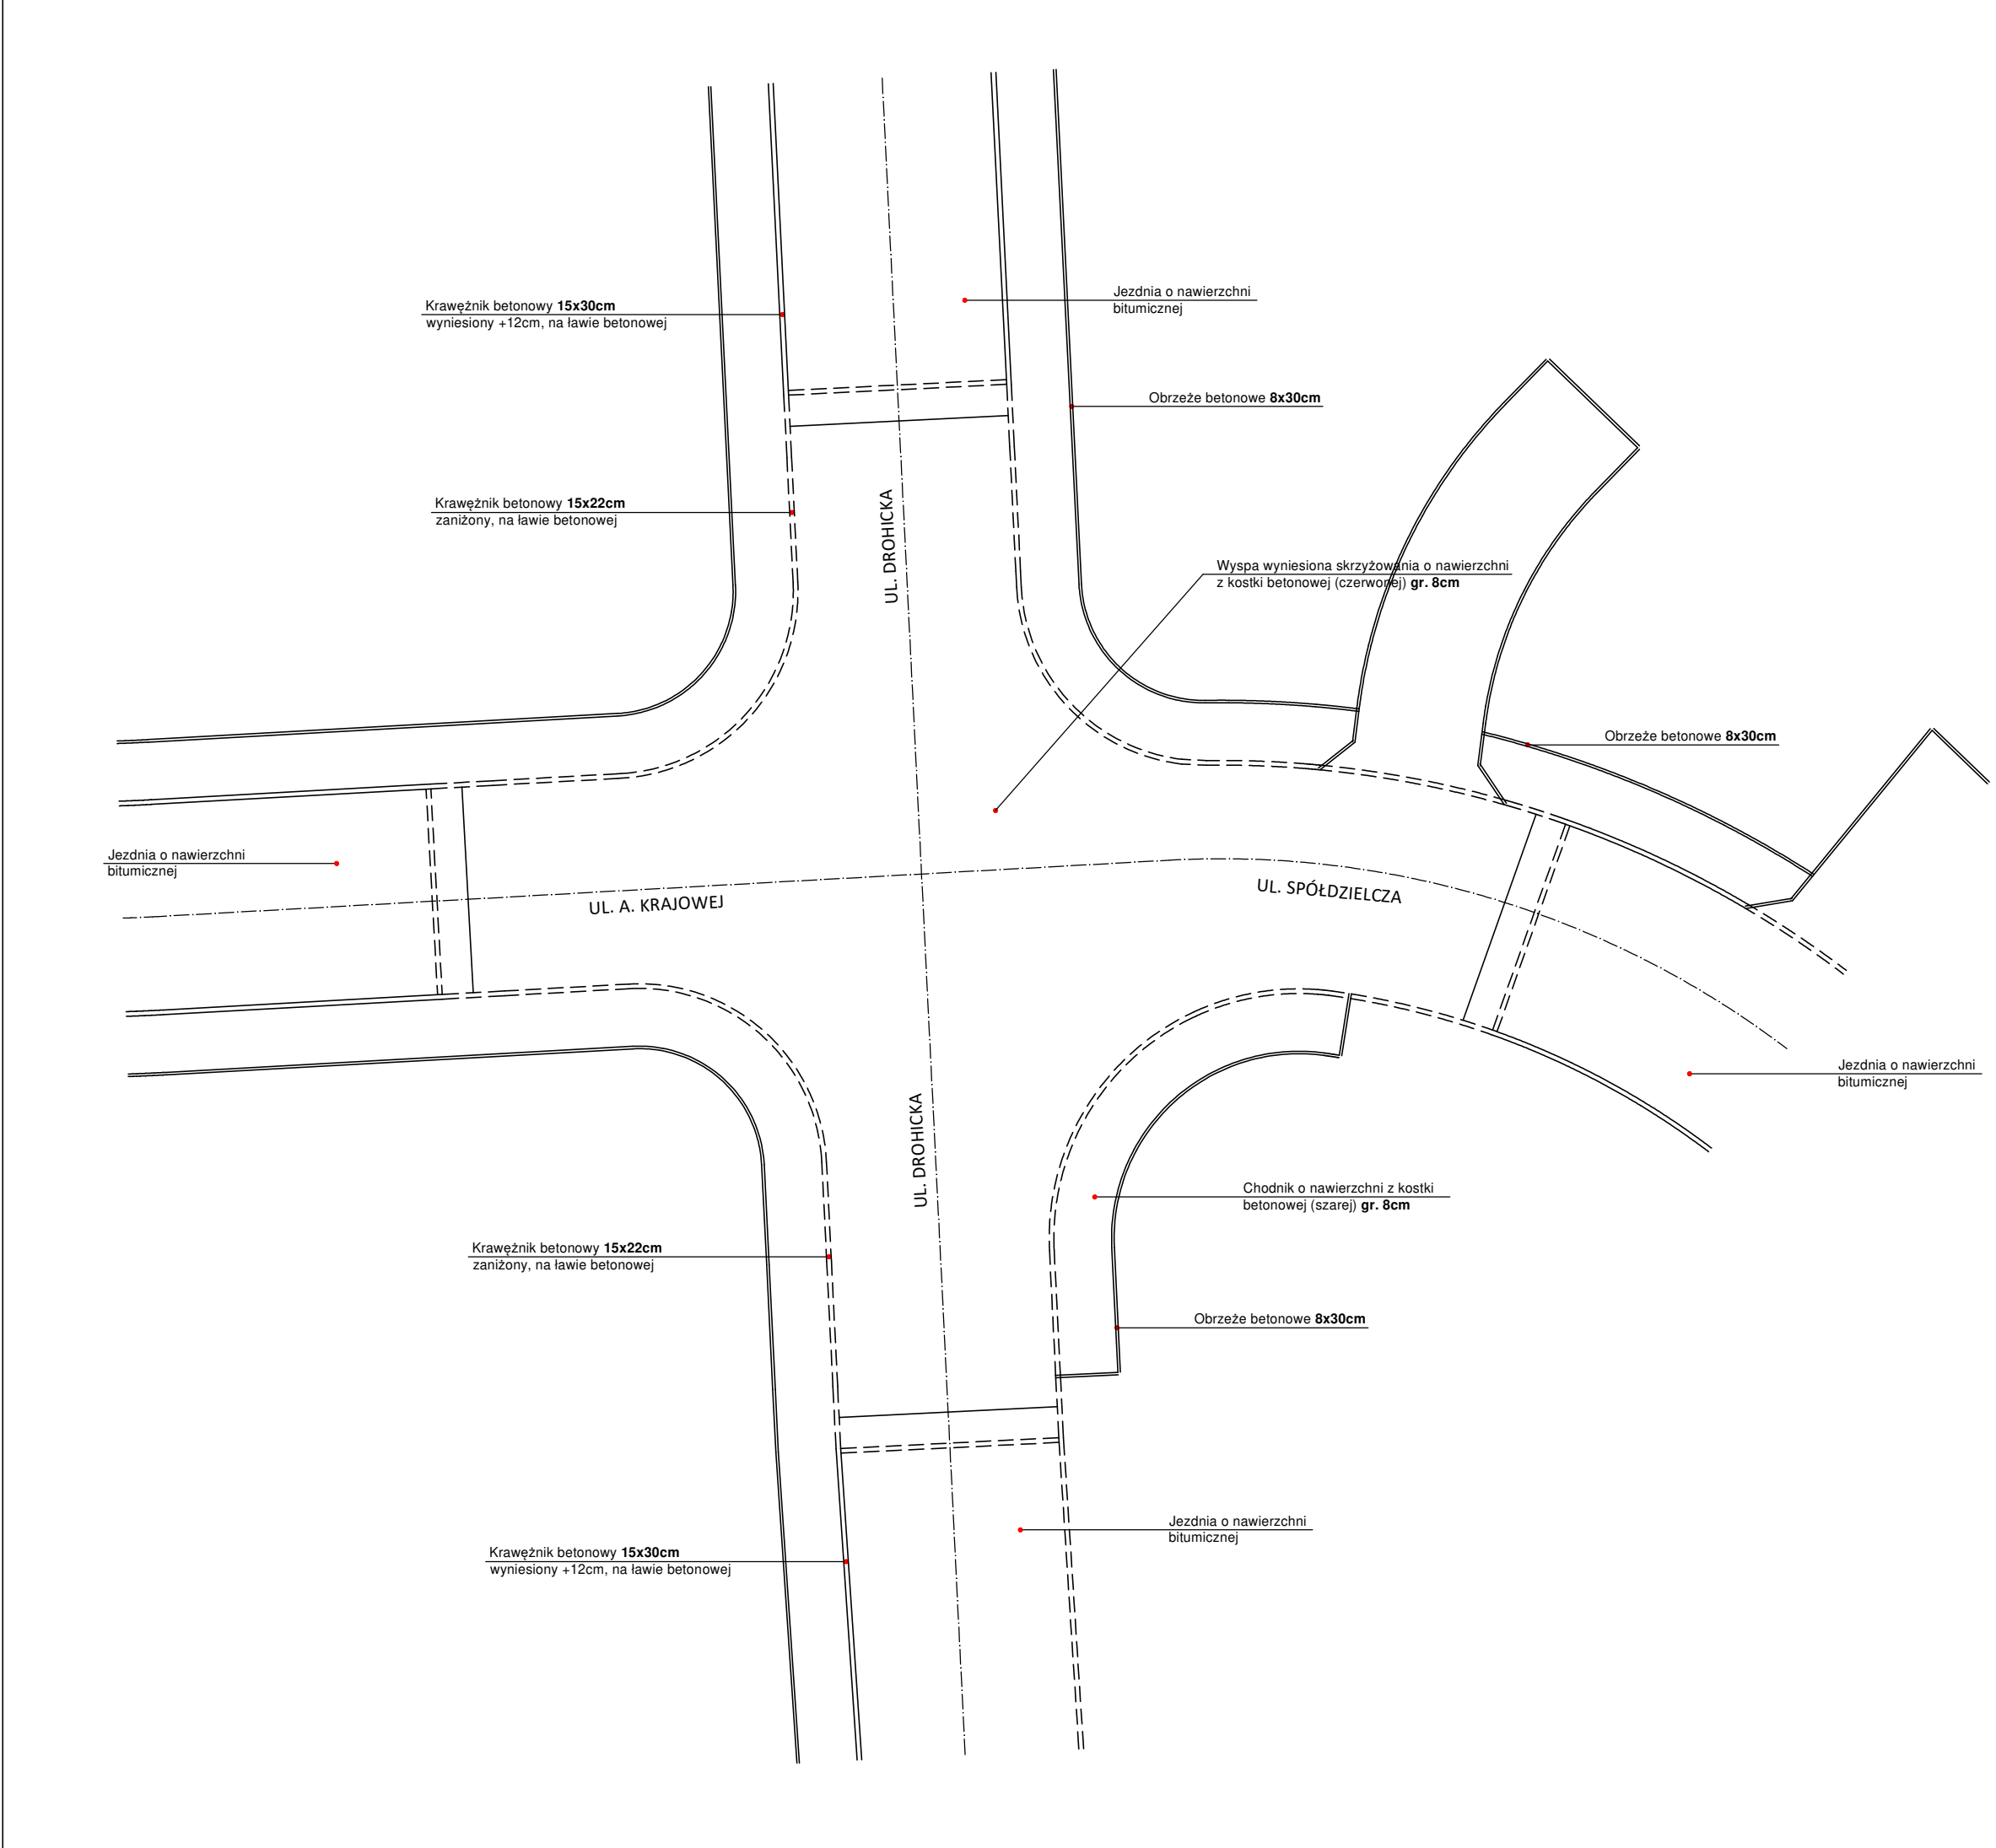 Jezdnia o nawierzchni
bitumicznej
Krawężnik betonowy 15x30cm
wyniesiony +12cm, na ławie betonowej
Obrzeże betonowe 8x30cm
Krawężnik betonowy 15x22cm
zaniżony, na ławie betonowej
UL. DROHICKA
Wyspa wyniesiona skrzyżowania o nawierzchni
z kostki betonowej (czerwonej) gr. 8cm
Obrzeże betonowe 8x30cm
Jezdnia o nawierzchni
bitumicznej
UL. A. KRAJOWEJ
UL. SPÓŁDZIELCZA
Jezdnia o nawierzchni
bitumicznej
UL. DROHICKA
Chodnik o nawierzchni z kostki
betonowej (szarej) gr. 8cm
Krawężnik betonowy 15x22cm
zaniżony, na ławie betonowej
Obrzeże betonowe 8x30cm
Jezdnia o nawierzchni
bitumicznej
Krawężnik betonowy 15x30cm
wyniesiony +12cm, na ławie betonowej